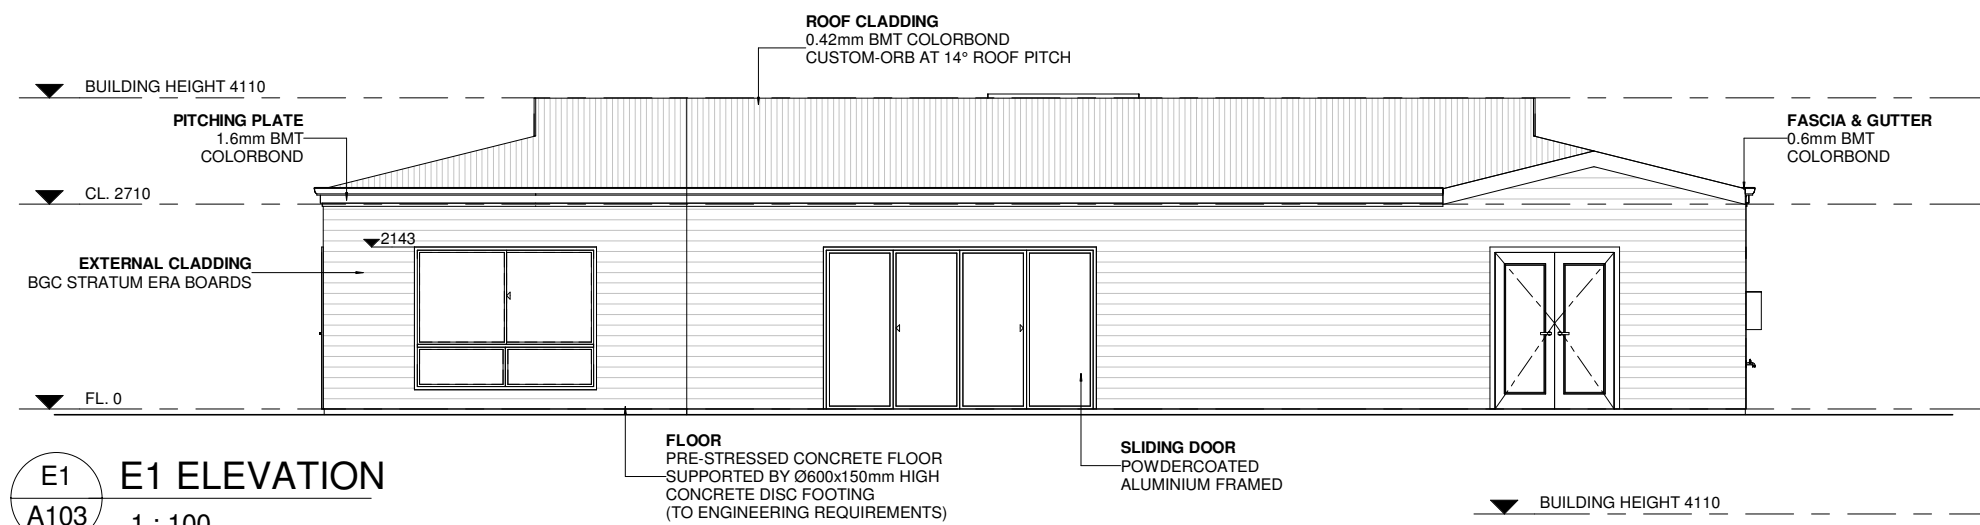 ROOF CLADDING
0.42mm BMT COLORBOND
CUSTOM-ORB AT 14° ROOF PITCH
BUILDING HEIGHT 4110
PITCHING PLATE
1.6mm BMT
COLORBOND
FASCIA & GUTTER
0.6mm BMT
COLORBOND
CL. 2710
2143
EXTERNAL CLADDING
BGC STRATUM ERA BOARDS
FL. 0
FLOOR
PRE-STRESSED CONCRETE FLOOR
SUPPORTED BY Ø600x150mm HIGH
CONCRETE DISC FOOTING
(TO ENGINEERING REQUIREMENTS)
SLIDING DOOR
POWDERCOATED
ALUMINIUM FRAMED
E1
A103
E1 ELEVATION
1 : 100
BUILDING HEIGHT 4110